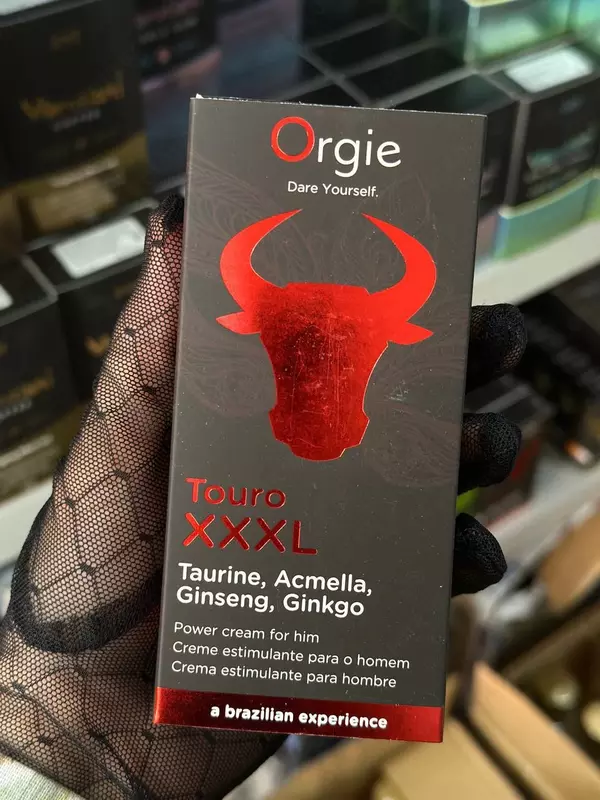 Orgie
Dare Yourself.
Touro
XXXL
Taurine, Acmella,
Ginseng, Ginkgo
Power cream for him
Creme estimulante para o homem
Crema estimulante para hombre
a brazilian experience